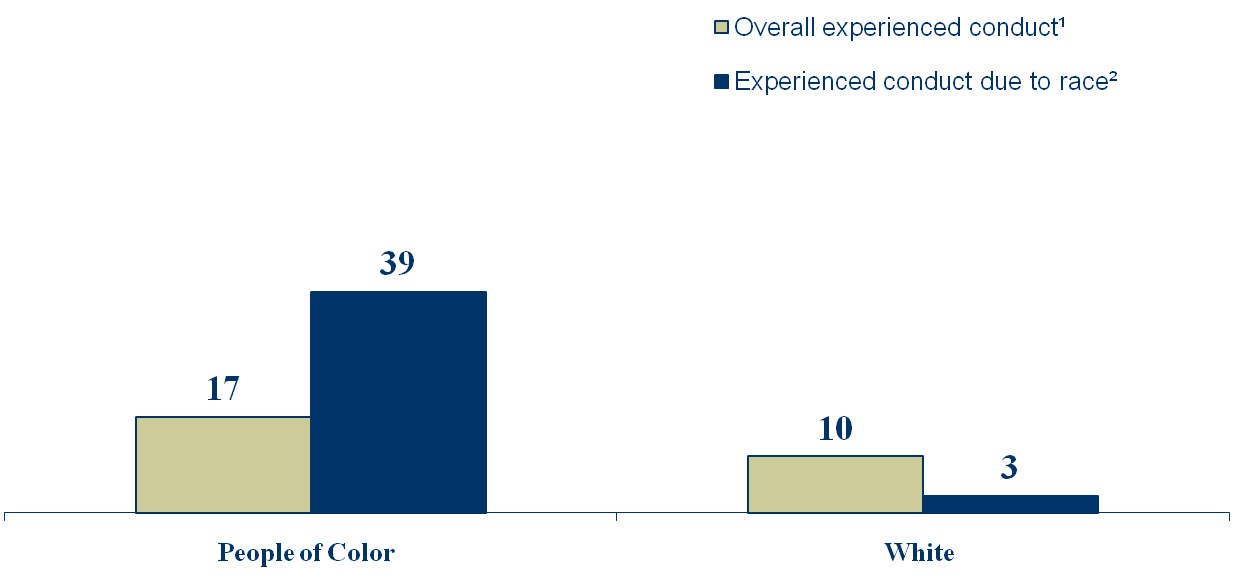 Overall experienced conduct¹
Experienced conduct due to race²
39
17
10
3
People of Color
White